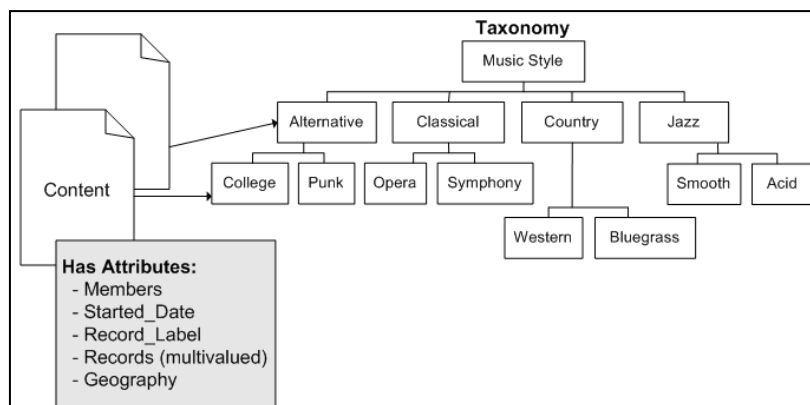 Taxonomy
Music Style
Alternative Classical Country Jazz
College Punk Opera Symphony Smooth Acid
Western Bluegrass
Content
Has Attributes:
- Members
- Started_Date
- Record_Label
- Records (multivalued)
- Geography